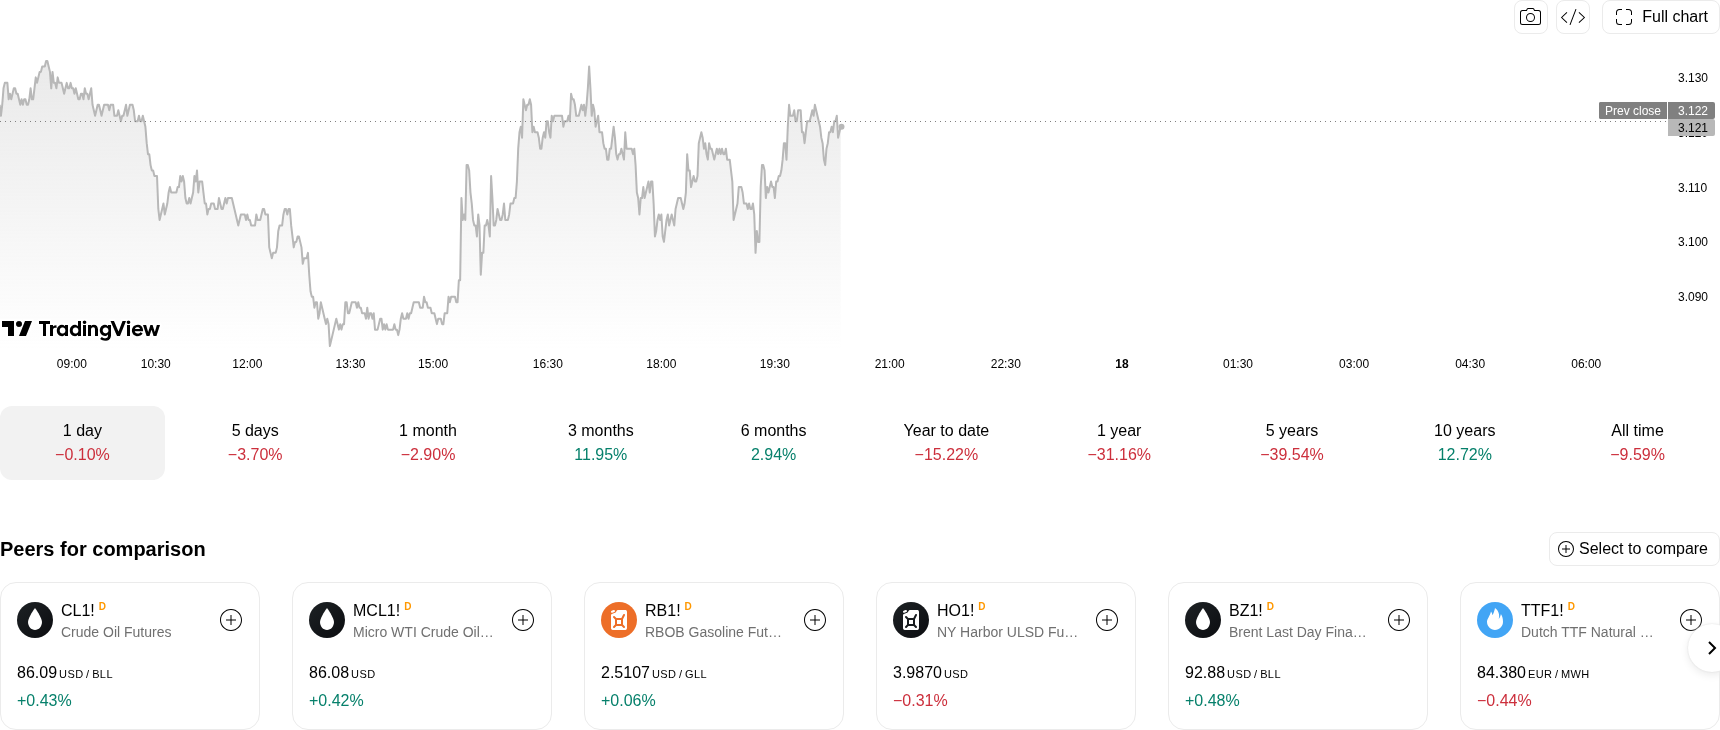 Full chart
3.130
Prev close 3.122
3.121
3.110
3.100
3.090
TradingView
09:00 10:30 12:00 13:30 15:00 16:30 18:00 19:30 21:00 22:30 18 01:30 03:00 04:30 06:00
1 day 5 days 1 month 3 months 6 months Year to date 1 year 5 years 10 years All time
−0.10% −3.70% −2.90% 11.95% 2.94% −15.22% −31.16% −39.54% 12.72% −9.59%
Peers for comparison
Select to compare
CL1! D
Crude Oil Futures
86.09 USD / BLL
+0.43%
MCL1! D
Micro WTI Crude Oil…
86.08 USD
+0.42%
RB1! D
RBOB Gasoline Fut…
2.5107 USD / GLL
+0.06%
HO1! D
NY Harbor ULSD Fu…
3.9870 USD
−0.31%
BZ1! D
Brent Last Day Fina…
92.88 USD / BLL
+0.48%
TTF1! D
Dutch TTF Natural …
84.380 EUR / MWH
−0.44%